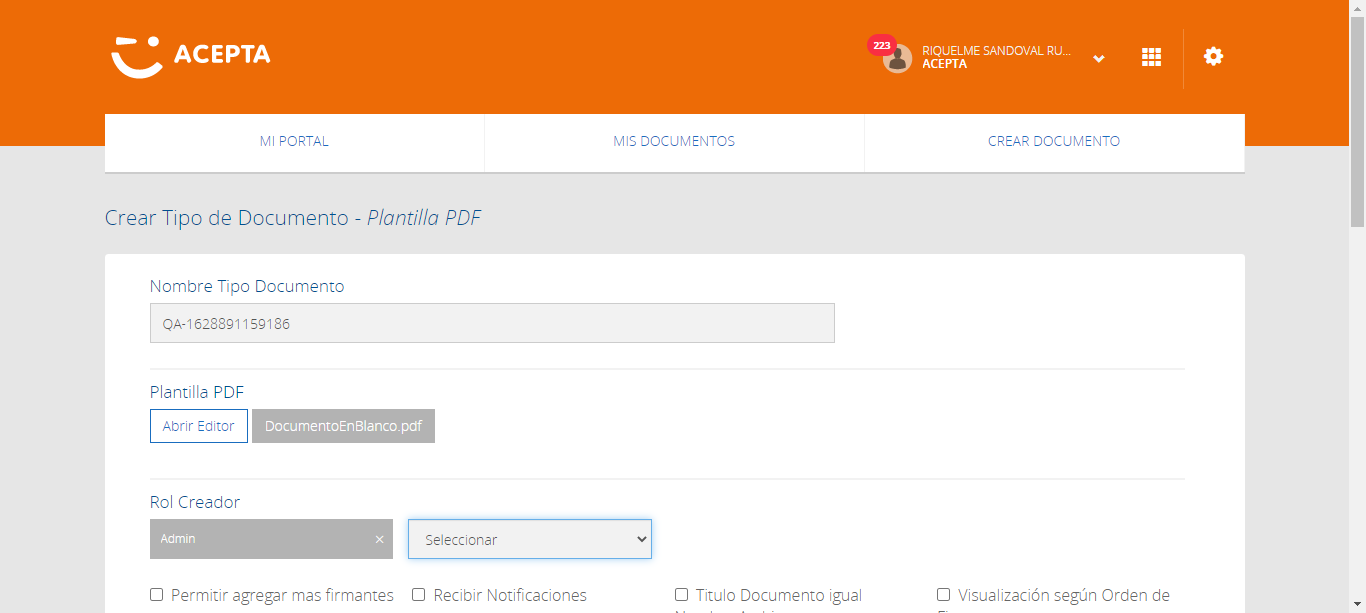 ACEPTA
223
RIQUELME SANDOVAL RU...
ACEPTA
MI PORTAL
MIS DOCUMENTOS
CREAR DOCUMENTO
Crear Tipo de Documento - Plantilla PDF
Nombre Tipo Documento
QA-1628891159186
Plantilla PDF
Abrir Editor
DocumentoEnBlanco.pdf
Rol Creador
Admin ×
Seleccionar
Permitir agregar mas firmantes
Recibir Notificaciones
Titulo Documento igual
Visualización según Orden de